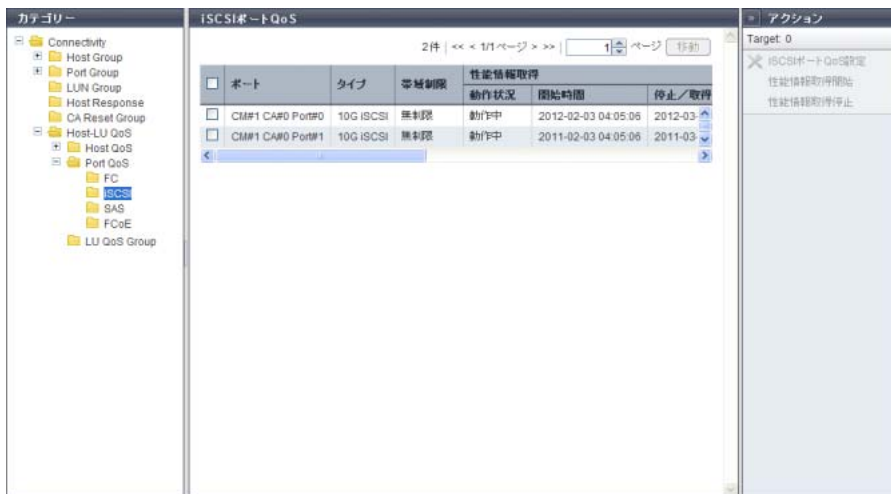 カテゴリー
Connectivity
Host Group
Port Group
LUN Group
Host Response
CA Reset Group
Host-LU QoS
Host QoS
Port QoS
FC
iSCSI
SAS
FCoE
LU QoS Group
iSCSIポートQoS
2件 | << < 1/1ページ > >> | 1 ページ 移動
ポート タイプ 帯域制限 性能情報取得
動作状況 開始時間 停止／取得
CM#1 CA#0 Port#0 10G iSCSI 無制限 動作中 2012-02-03 04:05:06 2012-03-
CM#1 CA#0 Port#1 10G iSCSI 無制限 動作中 2011-02-03 04:05:06 2011-03-
アクション
Target: 0
iSCSIポートQoS設定
性能情報取得開始
性能情報取得停止